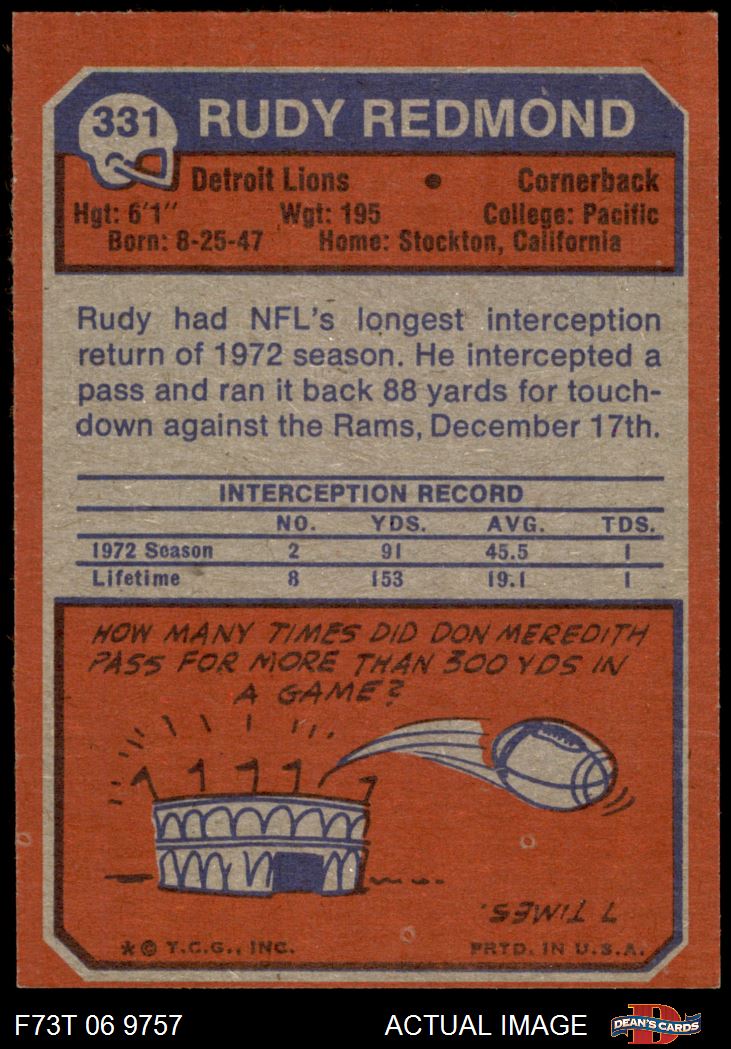 331 RUDY REDMOND
Detroit Lions • Cornerback
Hgt: 6'1" Wgt: 195 College: Pacific
Born: 8-25-47 Home: Stockton, California
Rudy had NFL's longest interception
return of 1972 season. He intercepted a
pass and ran it back 88 yards for touch-
down against the Rams, December 17th.
INTERCEPTION RECORD
NO. YDS. AVG. TDS.
1972 Season 2 91 45.5 1
Lifetime 8 153 19.1 1
HOW MANY TIMES DID DON MEREDITH
PASS FOR MORE THAN 300 YDS IN
A GAME?
7 TIMES.
* © T.C.G., INC. PRTD. IN U.S.A.
F73T 06 9757 ACTUAL IMAGE D DEAN'S CARDS